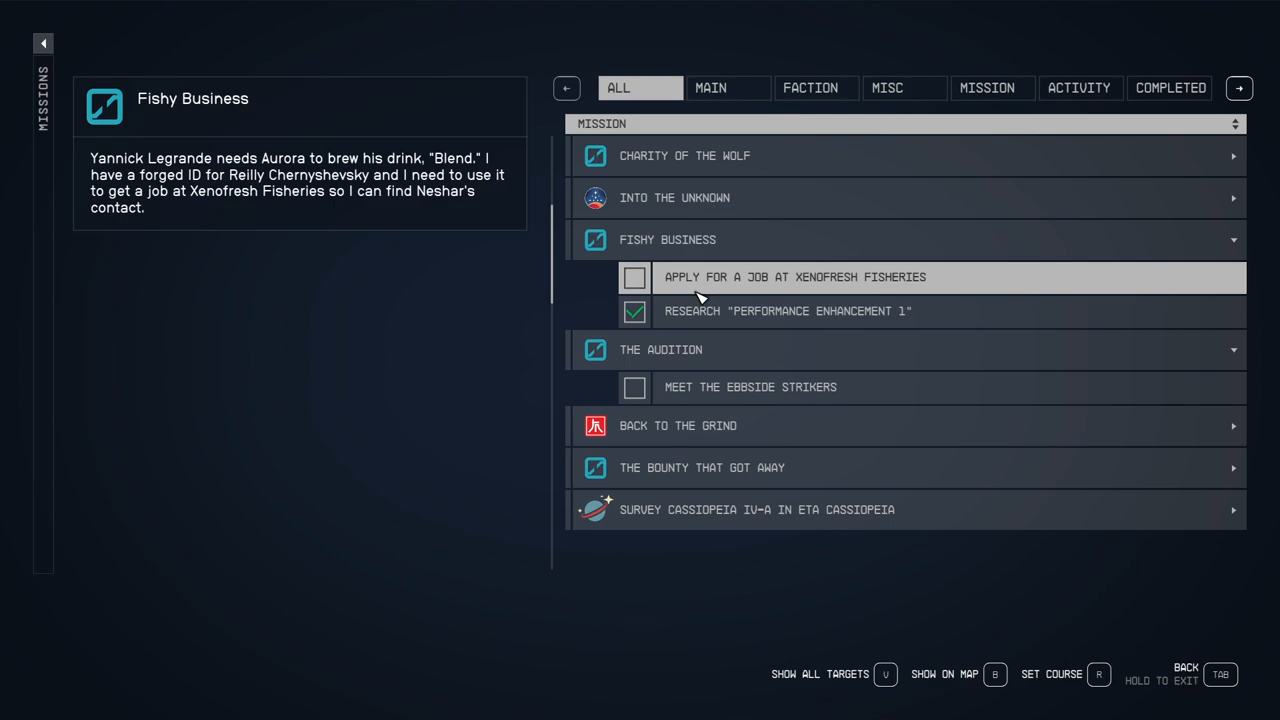 MISSIONS
Fishy Business
Yannick Legrande needs Aurora to brew his drink, "Blend." I
have a forged ID for Reilly Chernyshevsky and I need to use it
to get a job at Xenofresh Fisheries so I can find Neshar's
contact.
ALL MAIN FACTION MISC MISSION ACTIVITY COMPLETED
MISSION
CHARITY OF THE WOLF
INTO THE UNKNOWN
FISHY BUSINESS
APPLY FOR A JOB AT XENOFRESH FISHERIES
RESEARCH "PERFORMANCE ENHANCEMENT 1"
THE AUDITION
MEET THE EBBSIDE STRIKERS
BACK TO THE GRIND
THE BOUNTY THAT GOT AWAY
SURVEY CASSIOPEIA IV-A IN ETA CASSIOPEIA
SHOW ALL TARGETS V SHOW ON MAP B SET COURSE R BACK TAB
HOLD TO EXIT